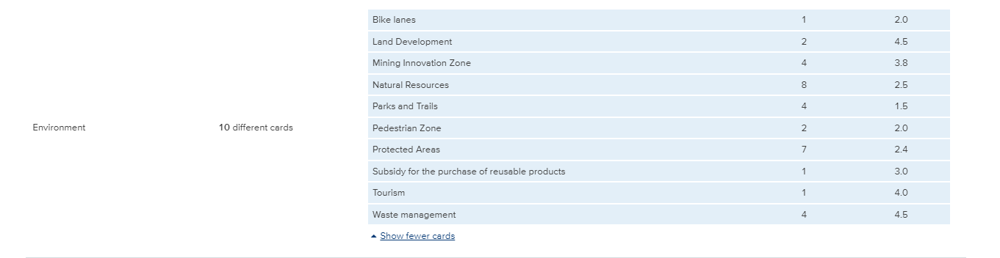 Bike lanes 1 2.0
Land Development 2 4.5
Mining Innovation Zone 4 3.8
Natural Resources 8 2.5
Parks and Trails 4 1.5
Environment 10 different cards Pedestrian Zone 2 2.0
Protected Areas 7 2.4
Subsidy for the purchase of reusable products 1 3.0
Tourism 1 4.0
Waste management 4 4.5
Show fewer cards